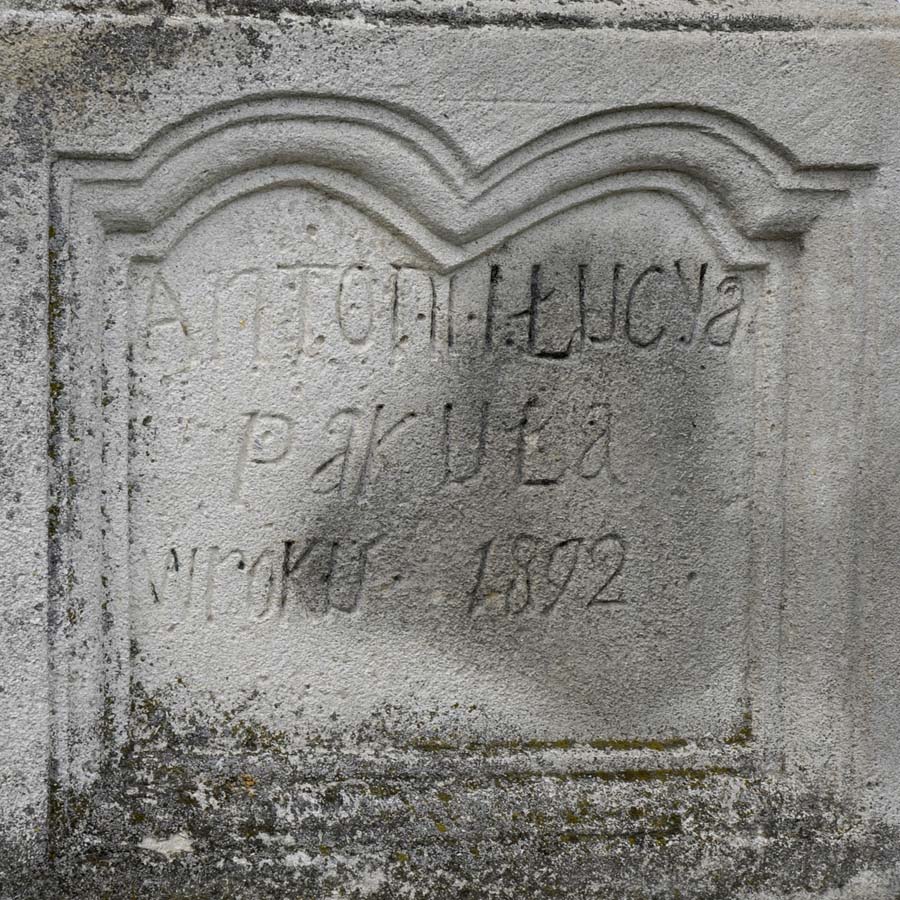 AnTOnI I ŁUCYa
Pakuła
w roku 1892